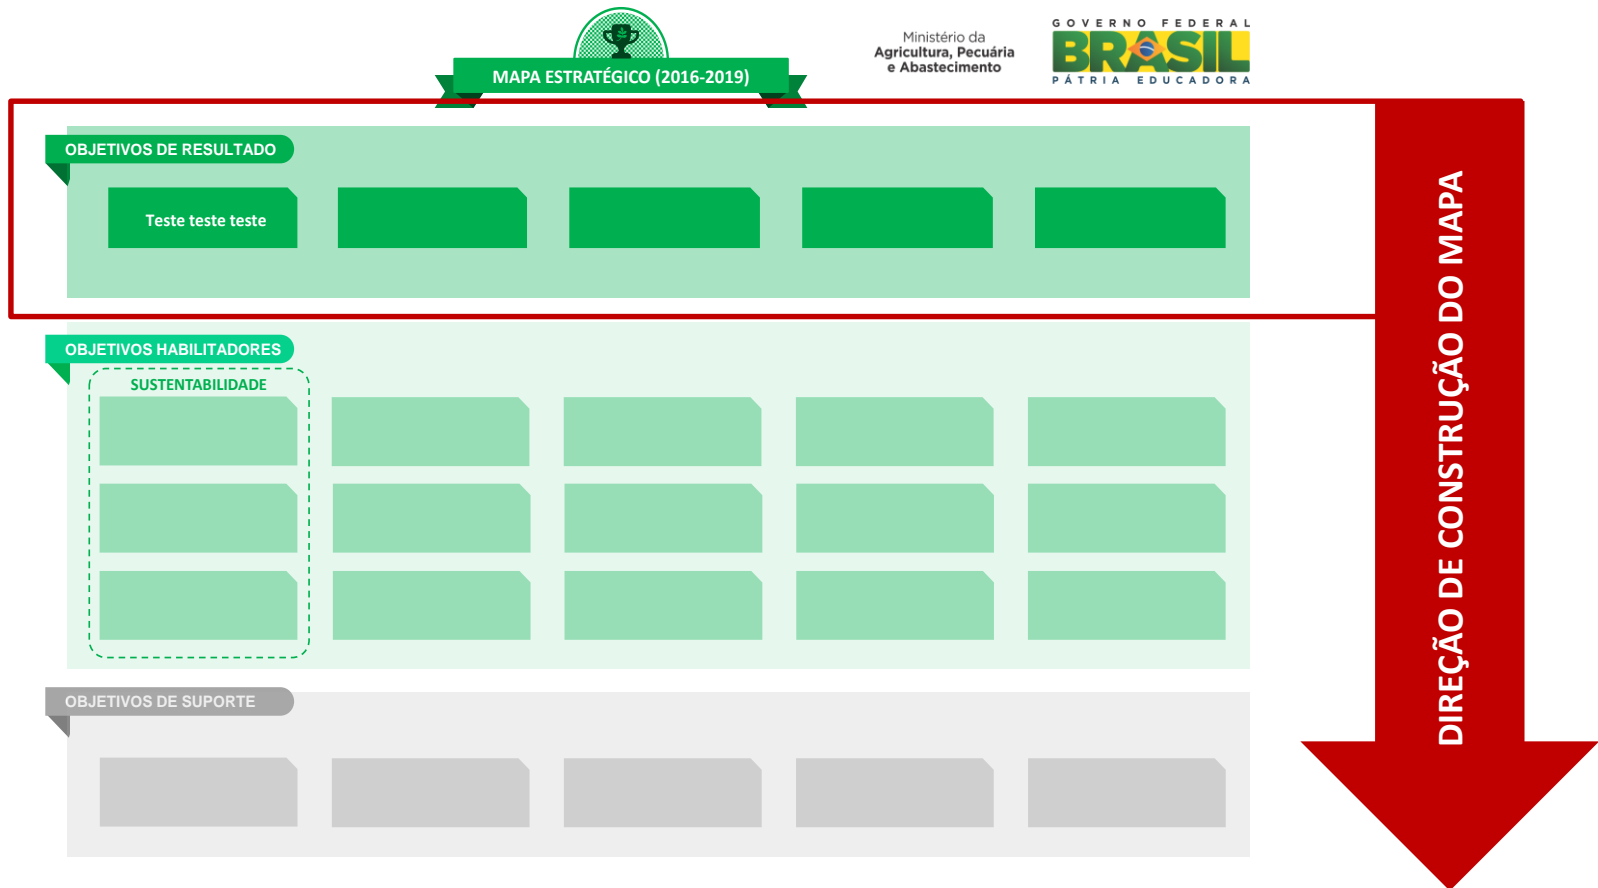 MAPA ESTRATÉGICO (2016-2019)
Ministério da
Agricultura, Pecuária
e Abastecimento
GOVERNO FEDERAL
BRASIL
PÁTRIA EDUCADORA
OBJETIVOS DE RESULTADO
Teste teste teste
OBJETIVOS HABILITADORES
SUSTENTABILIDADE
OBJETIVOS DE SUPORTE
DIREÇÃO DE CONSTRUÇÃO DO MAPA